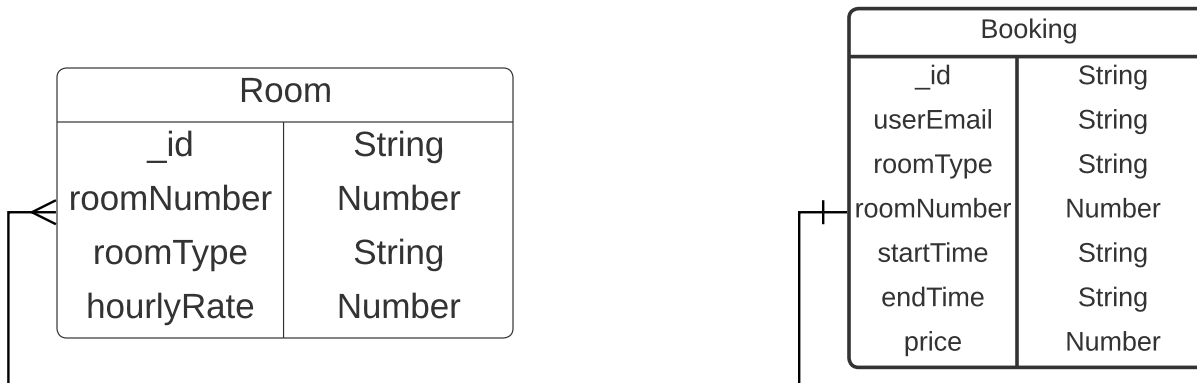 Room
_id String
roomNumber Number
roomType String
hourlyRate Number
Booking
_id String
userEmail String
roomType String
roomNumber Number
startTime String
endTime String
price Number